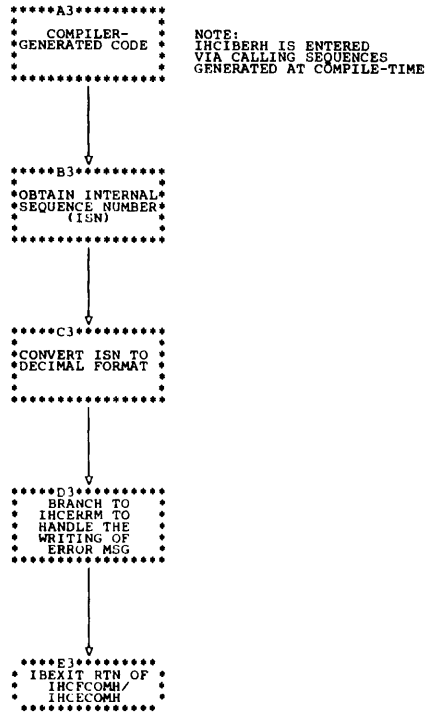 A3
COMPILER-
GENERATED CODE
NOTE:
IHCIBERH IS ENTERED
VIA CALLING SEQUENCES
GENERATED AT COMPILE-TIME
B3
OBTAIN INTERNAL
SEQUENCE NUMBER
(ISN)
C3
CONVERT ISN TO
DECIMAL FORMAT
D3
BRANCH TO
IHCERRM TO
HANDLE THE
WRITING OF
ERROR MSG
E3
IBEXIT RTN OF
IHCFCOMH/
IHCECOMH